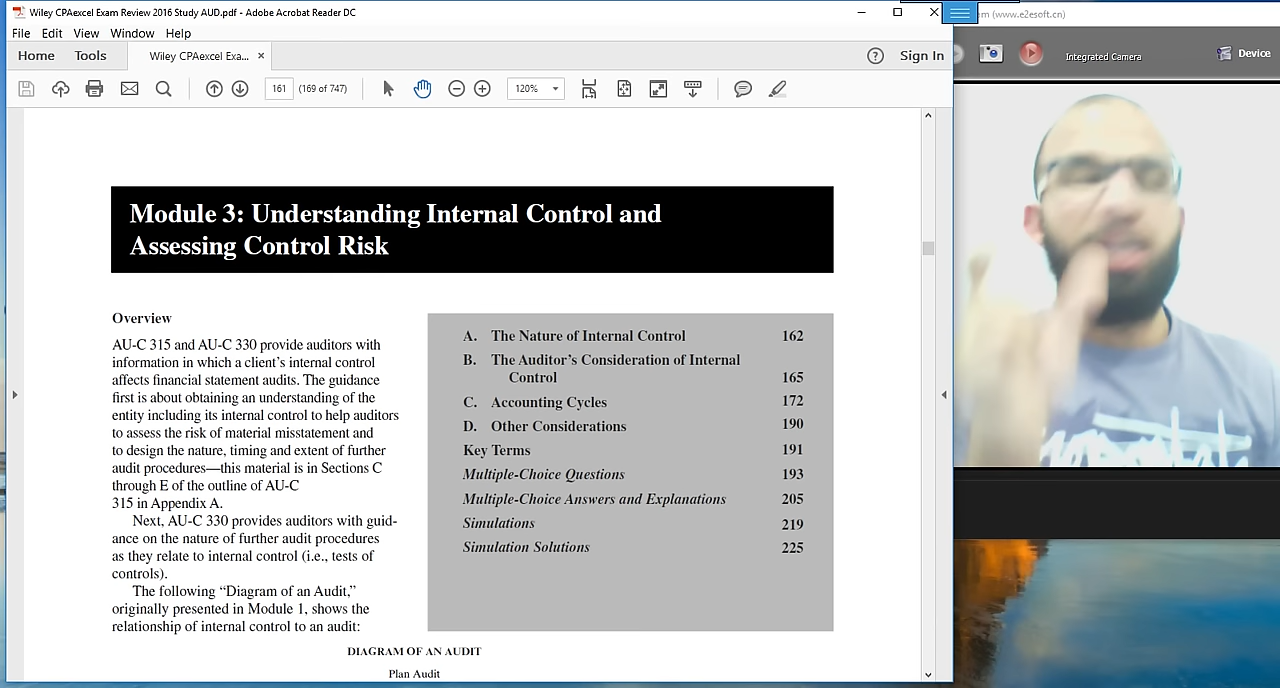 Wiley CPAexcel Exam Review 2016 Study AUD.pdf - Adobe Acrobat Reader DC
(www.e2esoft.cn)
File Edit View Window Help
Home Tools Wiley CPAexcel Exa... × Sign In
161 (169 of 747) 120%
Integrated Camera
Device
Module 3: Understanding Internal Control and
Assessing Control Risk
Overview
AU-C 315 and AU-C 330 provide auditors with
information in which a client's internal control
affects financial statement audits. The guidance
first is about obtaining an understanding of the
entity including its internal control to help auditors
to assess the risk of material misstatement and
to design the nature, timing and extent of further
audit procedures—this material is in Sections C
through E of the outline of AU-C
315 in Appendix A.
Next, AU-C 330 provides auditors with guid-
ance on the nature of further audit procedures
as they relate to internal control (i.e., tests of
controls).
The following “Diagram of an Audit,”
originally presented in Module 1, shows the
relationship of internal control to an audit:
A. The Nature of Internal Control 162
B. The Auditor's Consideration of Internal
Control 165
C. Accounting Cycles 172
D. Other Considerations 190
Key Terms 191
Multiple-Choice Questions 193
Multiple-Choice Answers and Explanations 205
Simulations 219
Simulation Solutions 225
DIAGRAM OF AN AUDIT
Plan Audit